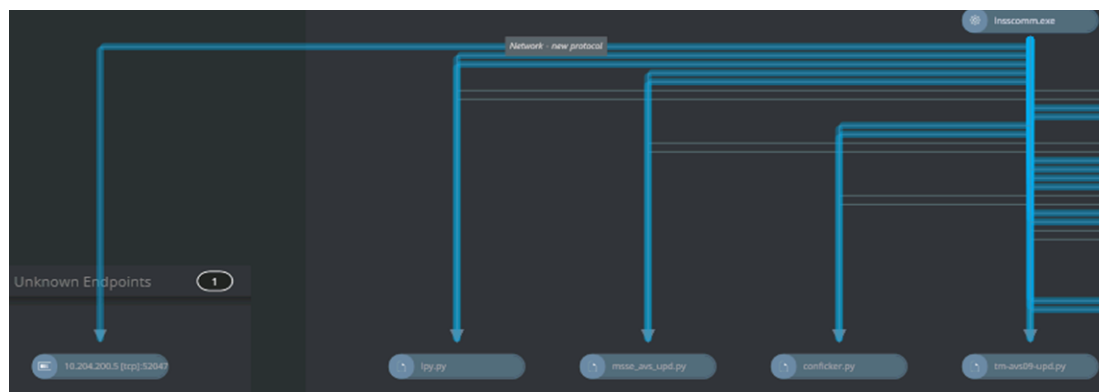 lnsscomm.exe
Network - new protocol
Unknown Endpoints 1
10.204.200.5 [tcp]:52047
lpy.py
msse_avs_upd.py
conficker.py
tm-avs09-upd.py